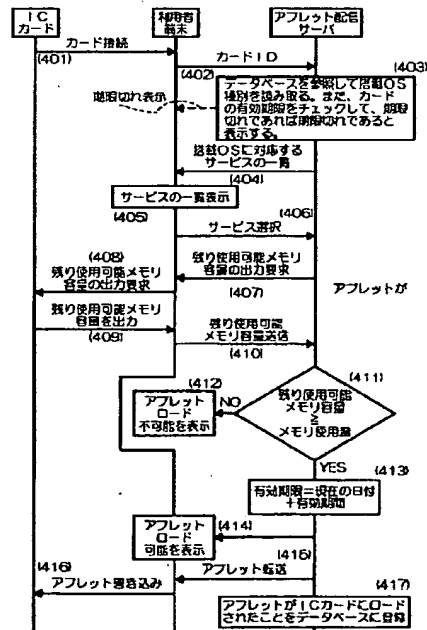 ICカード
利用者端末
アプレット配信サーバ
カード接続
(401)
カードID
(402)
(403)
データベースを参照して搭載OS
種別を読み取る。また、カード
の有効期限をチェックして、期限
切れであれば期限切れであると
表示する。
期限切れ表示
搭載OSに対応する
サービスの一覧
(404)
サービスの一覧表示
(405)
(406)
サービス選択
(408)
残り使用可能メモリ
容量の出力要求
残り使用可能メモリ
容量の出力要求
(407)
アプレットが
残り使用可能メモリ
容量を出力
(409)
残り使用可能
メモリ容量送信
(410)
(411)
残り使用可能
メモリ容量
≧
メモリ使用量
(412)
NO
アプレット
ロード
不可能を表示
YES
(413)
有効期限=現在の日付
+有効期間
アプレット
ロード
可能を表示
(414)
(415)
アプレット転送
(416)
アプレット書き込み
(417)
アプレットがICカードにロード
されたことをデータベースに登録